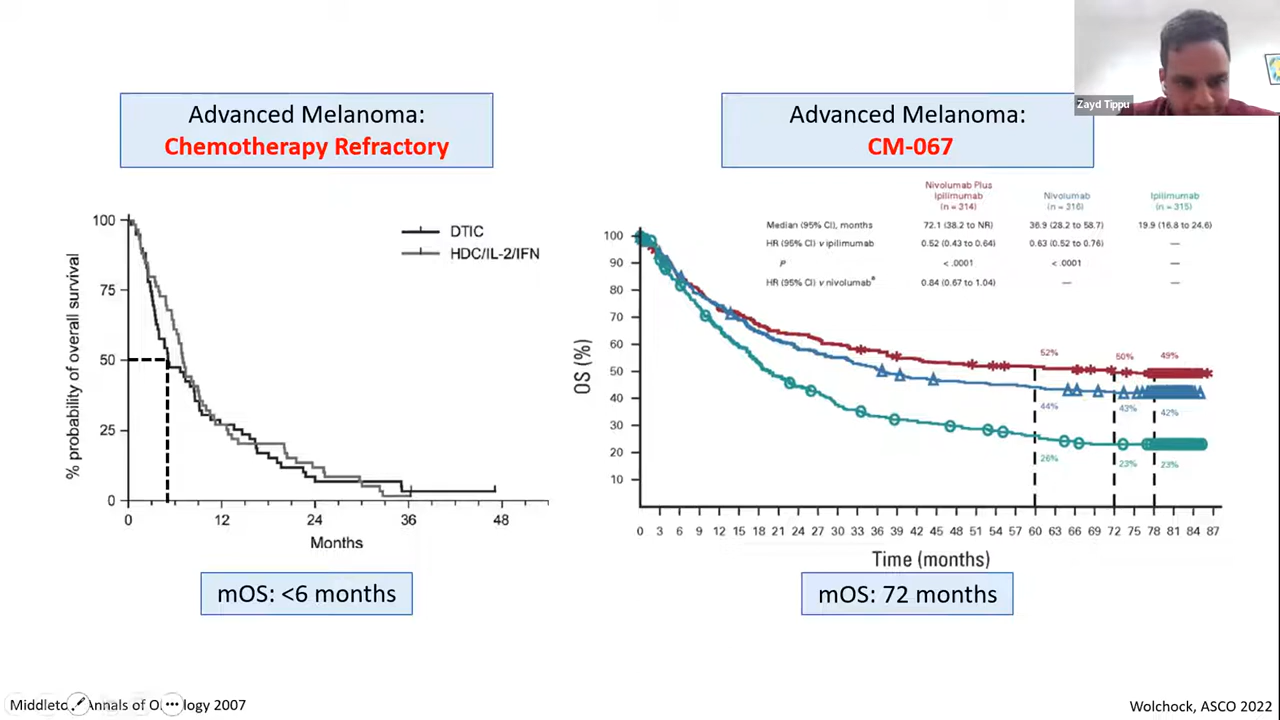 Zayd Tippu
Advanced Melanoma:
Chemotherapy Refractory
100
75
50
25
0
% probability of overall survival
DTIC
HDC/IL-2/IFN
0 12 24 36 48
Months
mOS: <6 months
Advanced Melanoma:
CM-067
Nivolumab Plus
Ipilimumab
(n = 314)
Nivolumab
(n = 316)
Ipilimumab
(n = 315)
Median (95% CI), months 72.1 (38.2 to NR) 36.9 (28.2 to 58.7) 19.9 (16.8 to 24.6)
HR (95% CI) v ipilimumab 0.52 (0.43 to 0.64) 0.63 (0.52 to 0.76) —
P < .0001 < .0001 —
HR (95% CI) v nivolumab 0.84 (0.67 to 1.04) — —
100
90
80
70
60
50
40
30
20
10
OS (%)
52% 50% 49%
44% 43% 42%
26% 23% 23%
0 3 6 9 12 15 18 21 24 27 30 33 36 39 42 45 48 51 54 57 60 63 66 69 72 75 78 81 84 87
Time (months)
mOS: 72 months
Middleto Annals of O logy 2007
Wolchock, ASCO 2022